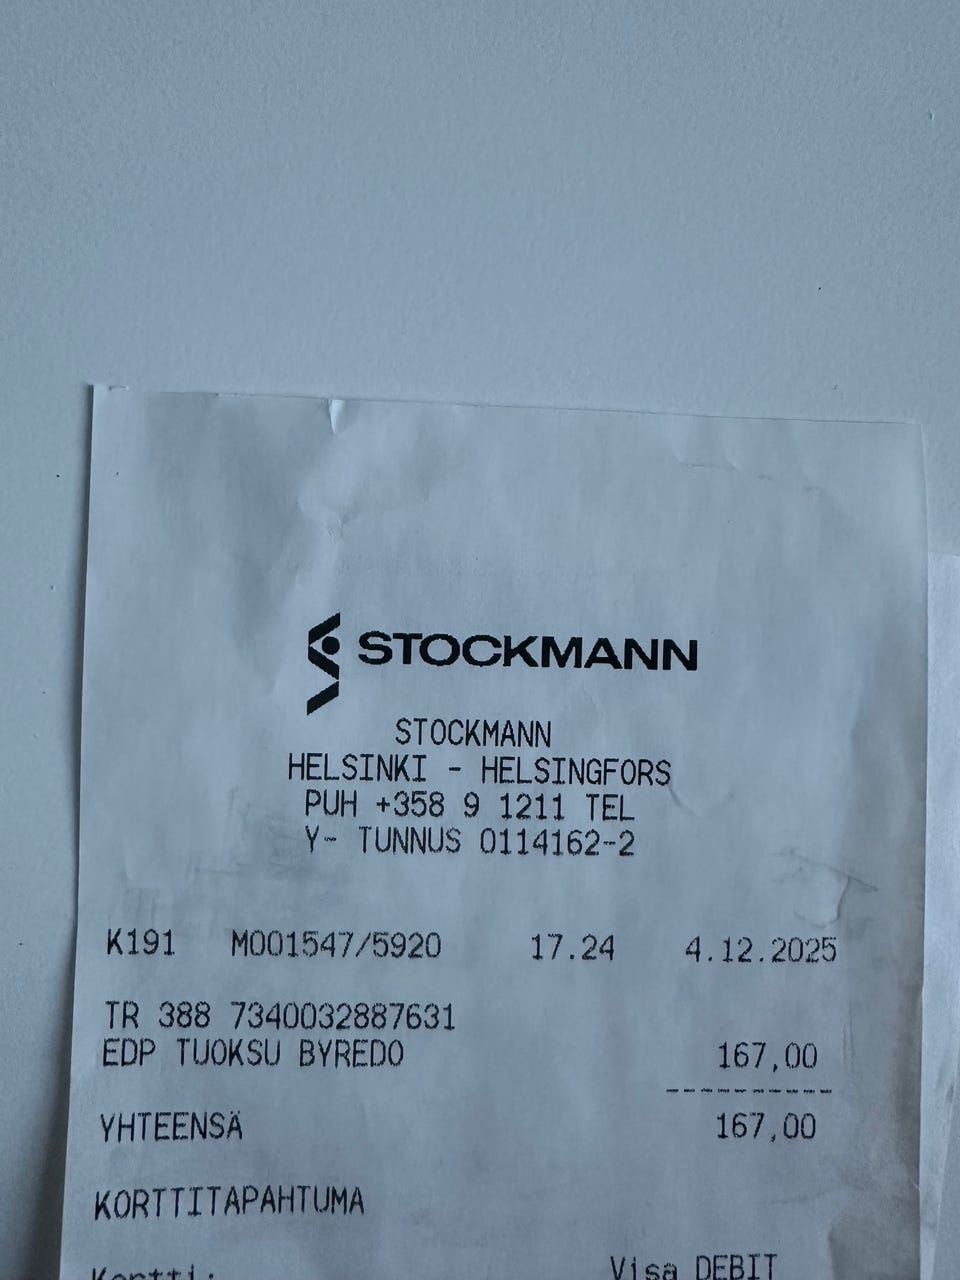 STOCKMANN
STOCKMANN
HELSINKI - HELSINGFORS
PUH +358 9 1211 TEL
Y- TUNNUS 0114162-2
K191 M001547/5920 17.24 4.12.2025
TR 388 7340032887631
EDP TUOKSU BYREDO 167,00
YHTEENSÄ 167,00
KORTTITAPAHTUMA
Kortti: Visa DEBIT